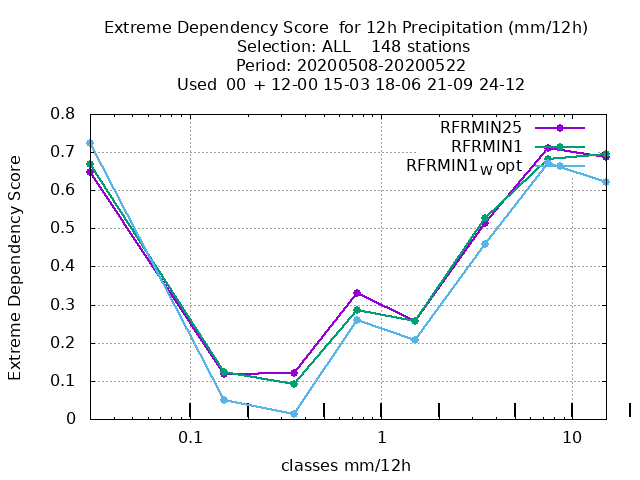 Extreme Dependency Score  for 12h Precipitation (mm/12h)
Selection: ALL    148 stations
Period: 20200508-20200522
Used  00 + 12-00 15-03 18-06 21-09 24-12
0.8
0.7
0.6
0.5
0.4
0.3
0.2
0.1
0
Extreme Dependency Score
RFRMIN25
RFRMIN1
RFRMIN1W opt
0.1
1
10
classes mm/12h